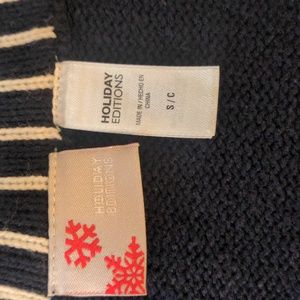 HOLIDAY
EDITIONS
MADE IN / HECHO EN
CHINA
S / C
HOLIDAY
EDITIONS